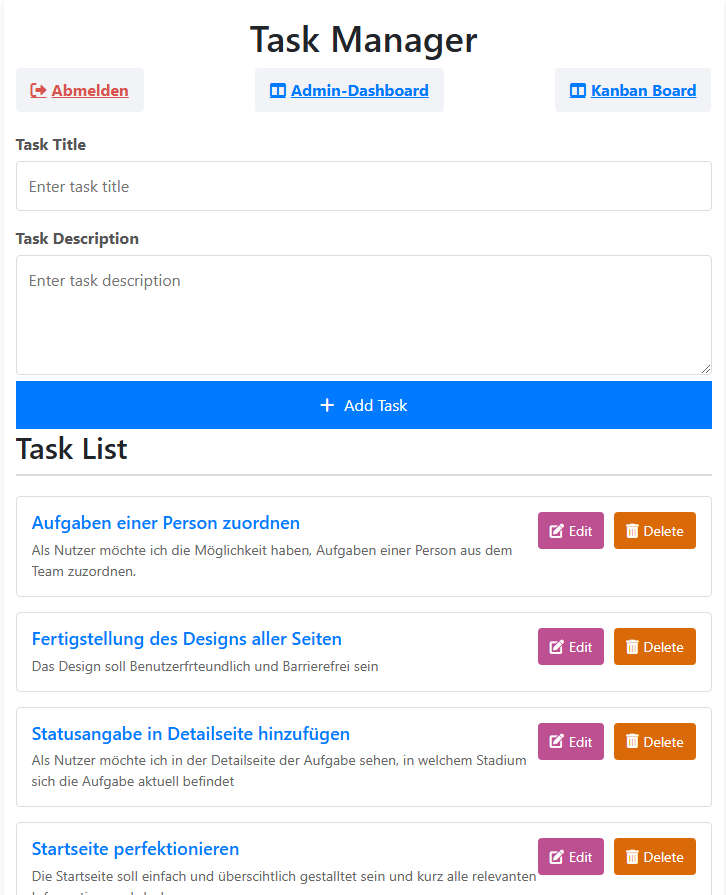 Task Manager
Abmelden
Admin-Dashboard
Kanban Board
Task Title
Enter task title
Task Description
Enter task description
Add Task
Task List
Aufgaben einer Person zuordnen
Als Nutzer möchte ich die Möglichkeit haben, Aufgaben einer Person aus dem
Team zuzordnen.
Edit
Delete
Fertigstellung des Designs aller Seiten
Das Design soll Benutzerfrteundlich und Barrierefrei sein
Edit
Delete
Statusangabe in Detailseite hinzufügen
Als Nutzer möchte ich in der Detailseite der Aufgabe sehen, in welchem Stadium
sich die Aufgabe aktuell befindet
Edit
Delete
Startseite perfektionieren
Die Startseite soll einfach und überscihtlich gestalltet sein und kurz alle relevanten
Edit
Delete